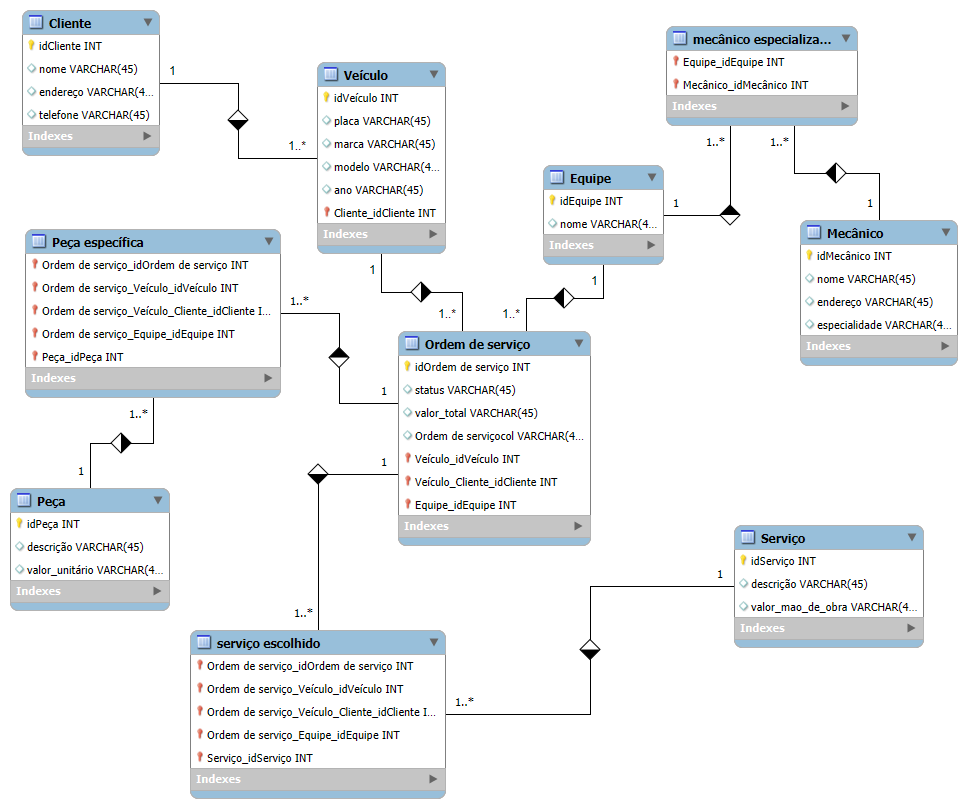 Cliente
idCliente INT
nome VARCHAR(45)
endereço VARCHAR(4...
telefone VARCHAR(45)
Indexes
1
1..*
Veículo
idVeículo INT
placa VARCHAR(45)
marca VARCHAR(45)
modelo VARCHAR(4...
ano VARCHAR(45)
Cliente_idCliente INT
Indexes
mecânico especializa...
Equipe_idEquipe INT
Mecânico_idMecânico INT
Indexes
1..*
1..*
Equipe
idEquipe INT
nome VARCHAR(4...
Indexes
1
1
Mecânico
idMecânico INT
nome VARCHAR(45)
endereço VARCHAR(45)
especialidade VARCHAR(4...
Indexes
Peça específica
Ordem de serviço_idOrdem de serviço INT
Ordem de serviço_Veículo_idVeículo INT
Ordem de serviço_Veículo_Cliente_idCliente I...
Ordem de serviço_Equipe_idEquipe INT
Peça_idPeça INT
Indexes
1..*
1
1
1..*
1
1..*
Ordem de serviço
idOrdem de serviço INT
status VARCHAR(45)
valor_total VARCHAR(45)
Ordem de serviçocol VARCHAR(4...
Veículo_idVeículo INT
Veículo_Cliente_idCliente INT
Equipe_idEquipe INT
Indexes
1..*
1
1
Peça
idPeça INT
descrição VARCHAR(45)
valor_unitário VARCHAR(4...
Indexes
Serviço
idServiço INT
descrição VARCHAR(45)
valor_mao_de_obra VARCHAR(4...
Indexes
1
1..*
serviço escolhido
Ordem de serviço_idOrdem de serviço INT
Ordem de serviço_Veículo_idVeículo INT
Ordem de serviço_Veículo_Cliente_idCliente I...
Ordem de serviço_Equipe_idEquipe INT
Serviço_idServiço INT
Indexes
1..*